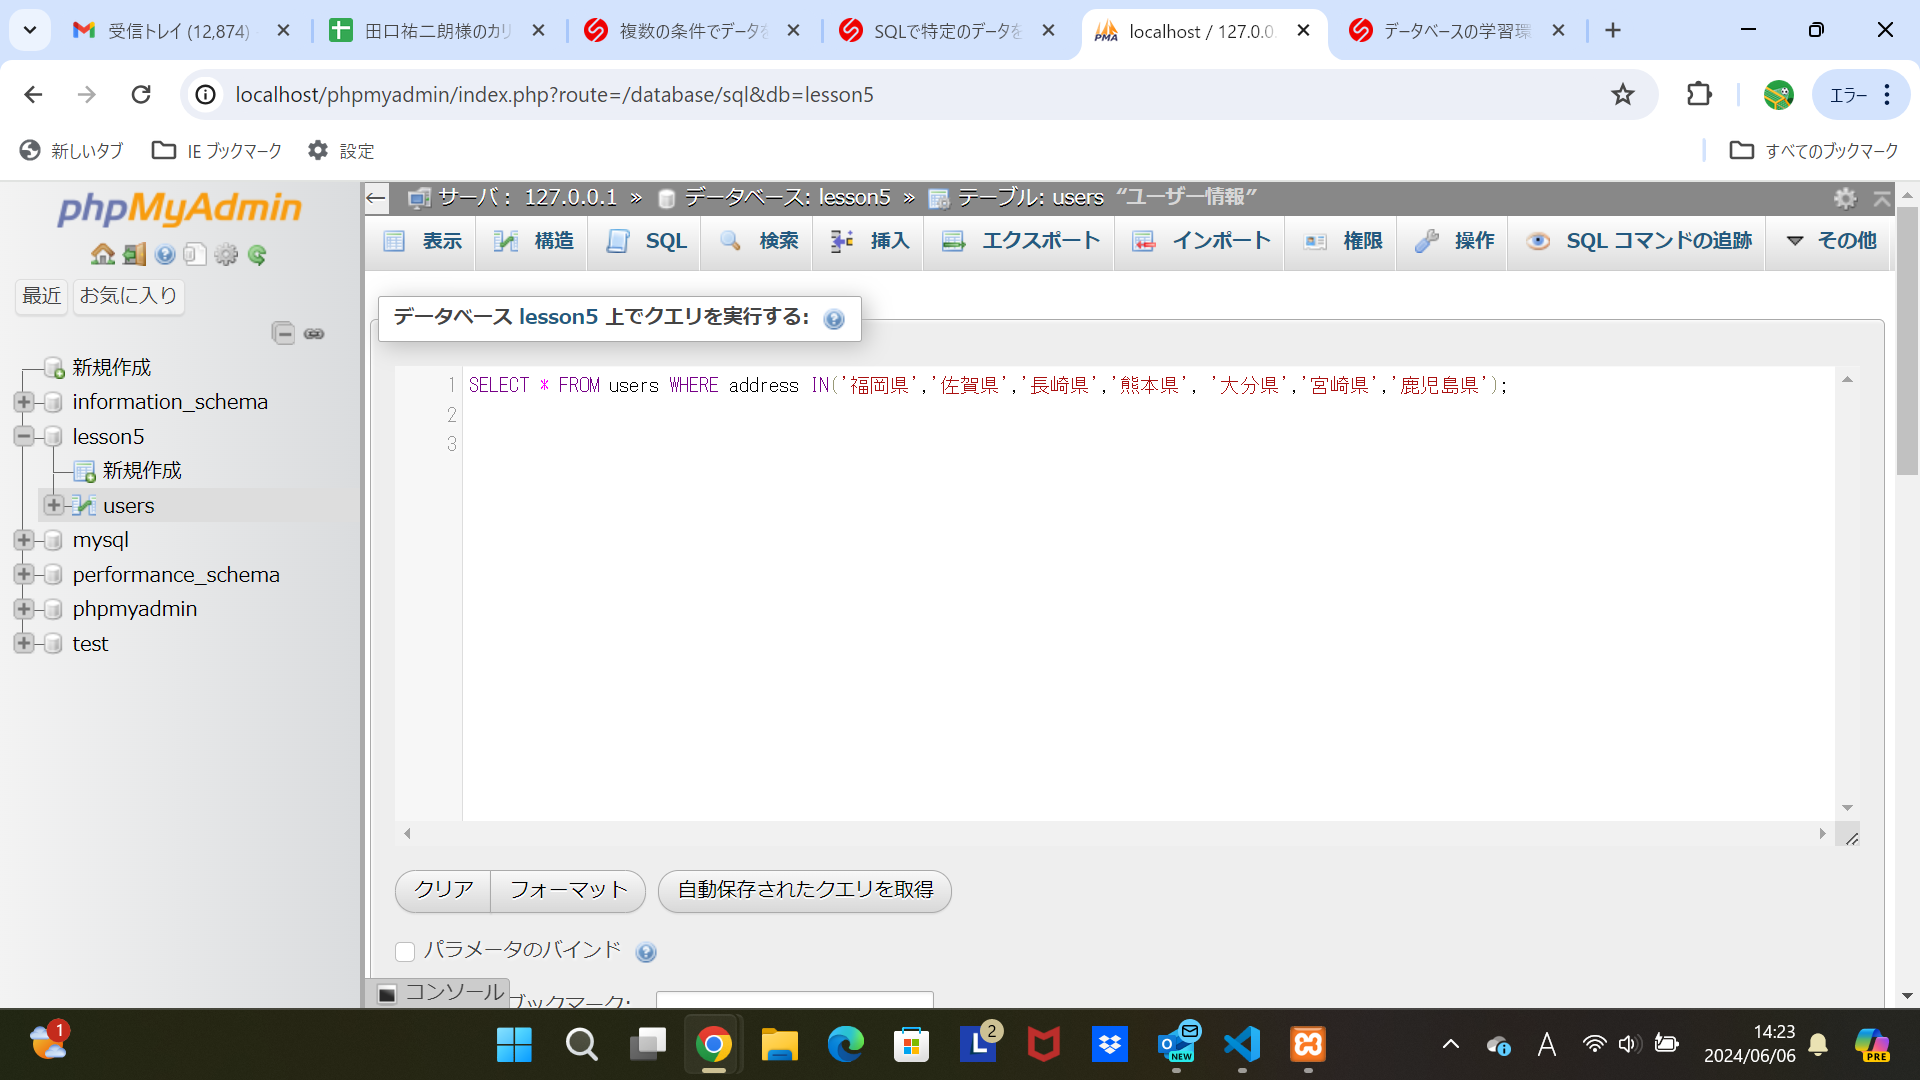 受信トレイ (12,874)
田口祐二朗様のカリ
複数の条件でデータを
SQLで特定のデータを
localhost / 127.0.0.
データベースの学習環
localhost/phpmyadmin/index.php?route=/database/sql&db=lesson5
エラー
新しいタブ
IE ブックマーク
設定
すべてのブックマーク
phpMyAdmin
最近
お気に入り
新規作成
information_schema
lesson5
新規作成
users
mysql
performance_schema
phpmyadmin
test
サーバ: 127.0.0.1 » データベース: lesson5 » テーブル: users “ユーザー情報”
表示
構造
SQL
検索
挿入
エクスポート
インポート
権限
操作
SQL コマンドの追跡
その他
データベース lesson5 上でクエリを実行する:
1 SELECT * FROM users WHERE address IN('福岡県','佐賀県','長崎県','熊本県', '大分県','宮崎県','鹿児島県');
2
3
クリア
フォーマット
自動保存されたクエリを取得
パラメータのバインド
コンソール
ブックマーク:
1
L
2
NEW
A
14:23
2024/06/06
PRE